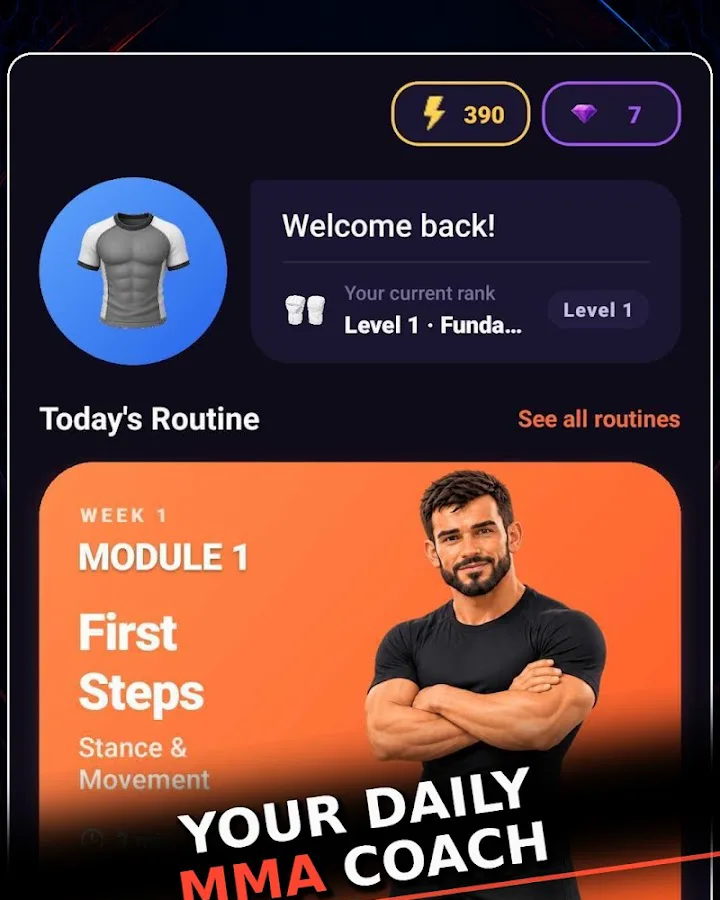 390
7
Welcome back!
Your current rank
Level 1 · Funda...
Level 1
Today's Routine
See all routines
WEEK 1
MODULE 1
First
Steps
Stance &
Movement
YOUR DAILY
MMA COACH